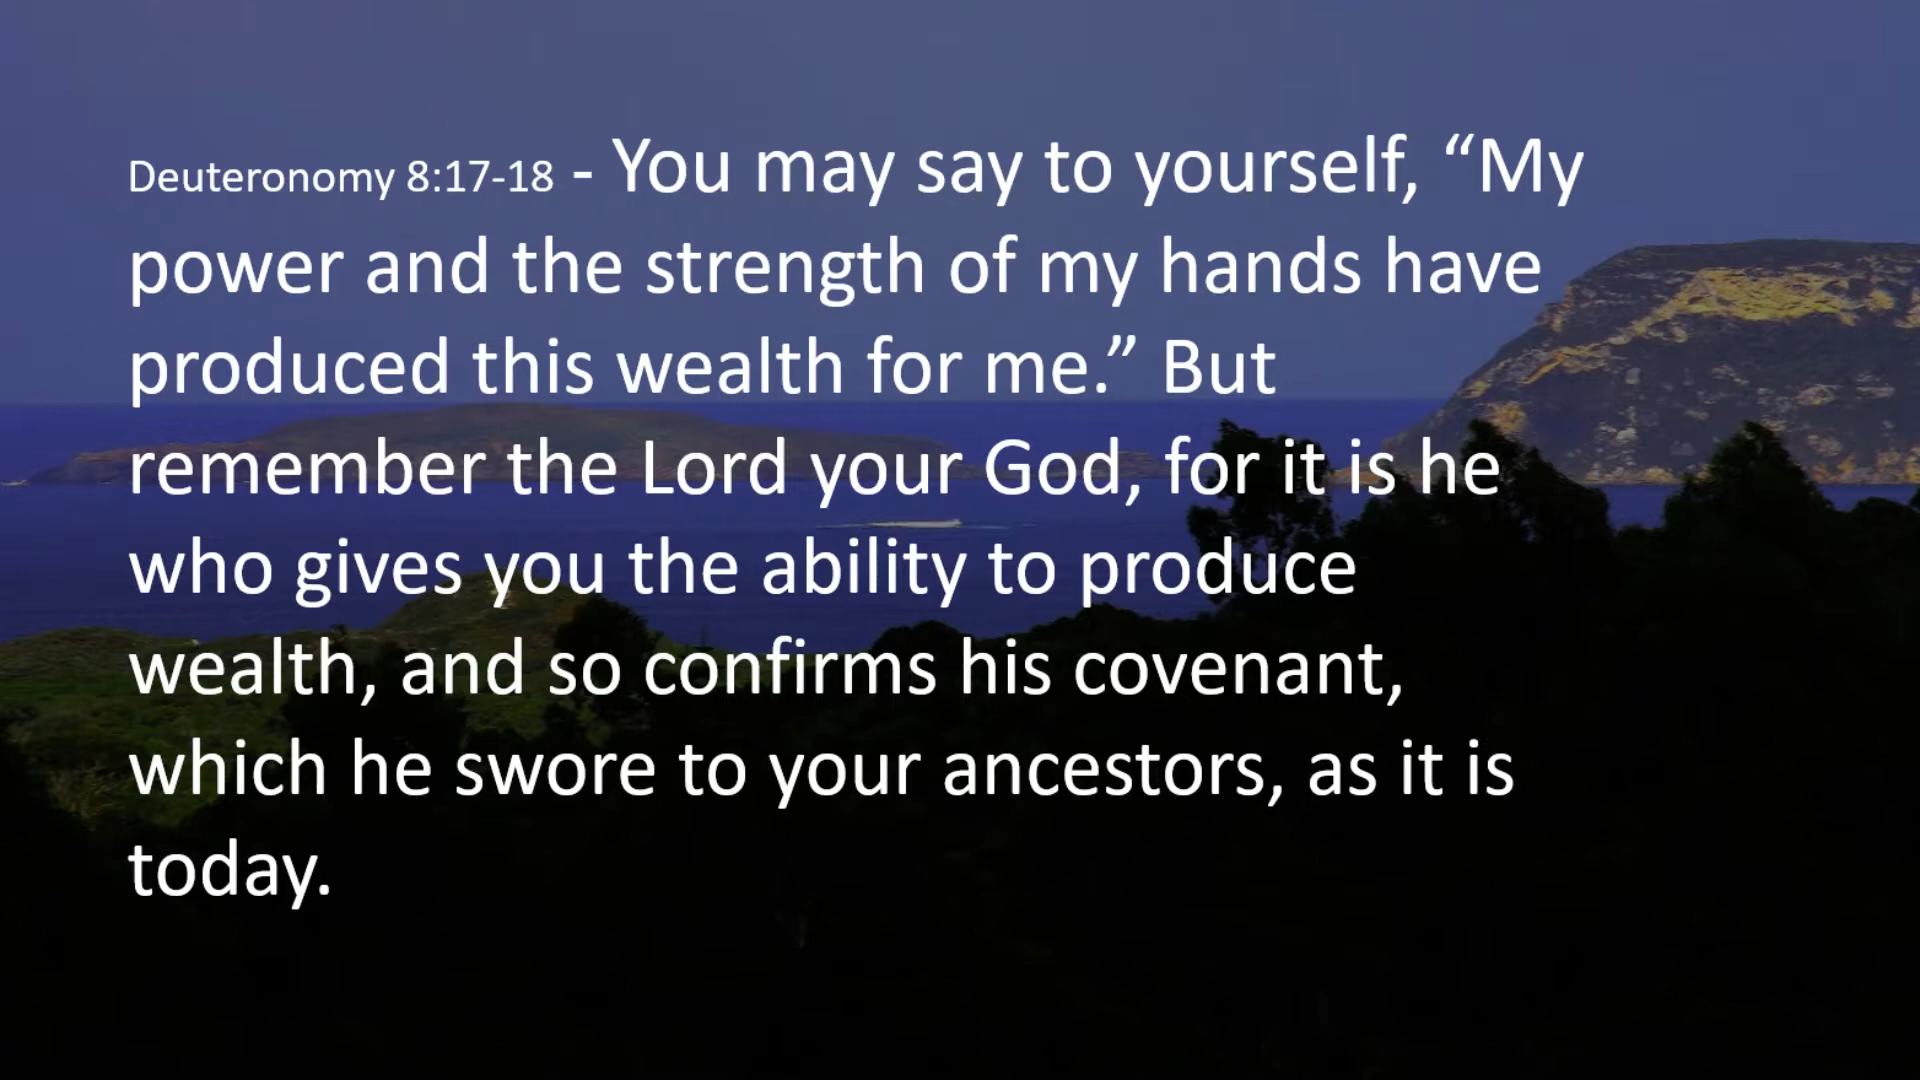 Deuteronomy 8:17-18 - You may say to yourself, “My
power and the strength of my hands have
produced this wealth for me.” But
remember the Lord your God, for it is he
who gives you the ability to produce
wealth, and so confirms his covenant,
which he swore to your ancestors, as it is
today.